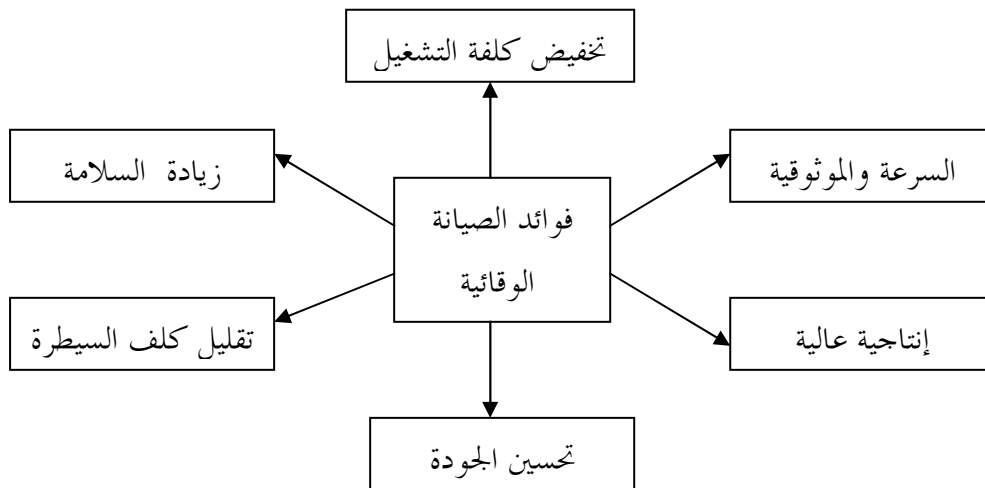 تخفيض كلفة التشغيل
السرعة والموثوقية
زيادة السلامة
فوائد الصيانة
الوقائية
إنتاجية عالية
تقليل كلف السيطرة
تحسين الجودة